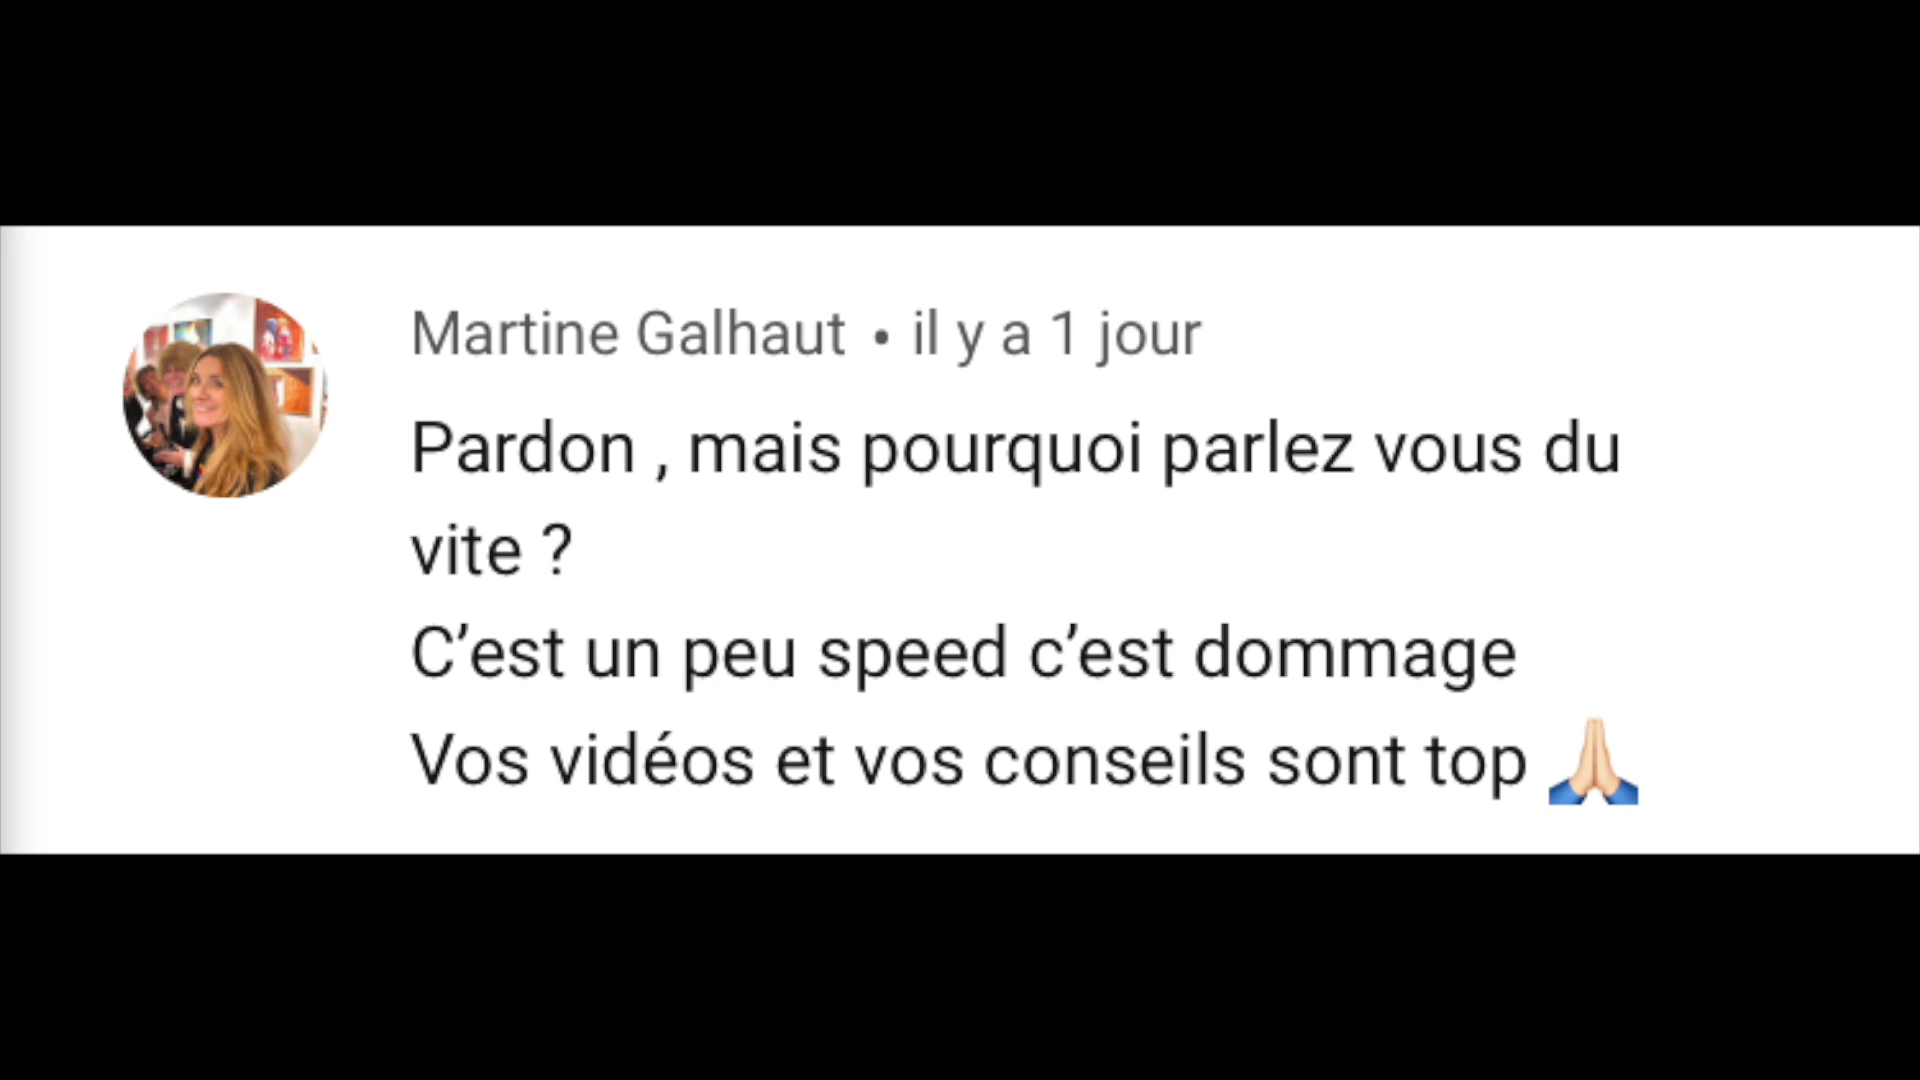 Martine Galhaut • il y a 1 jour
Pardon , mais pourquoi parlez vous du
vite ?
C’est un peu speed c’est dommage
Vos vidéos et vos conseils sont top 🙏🏻